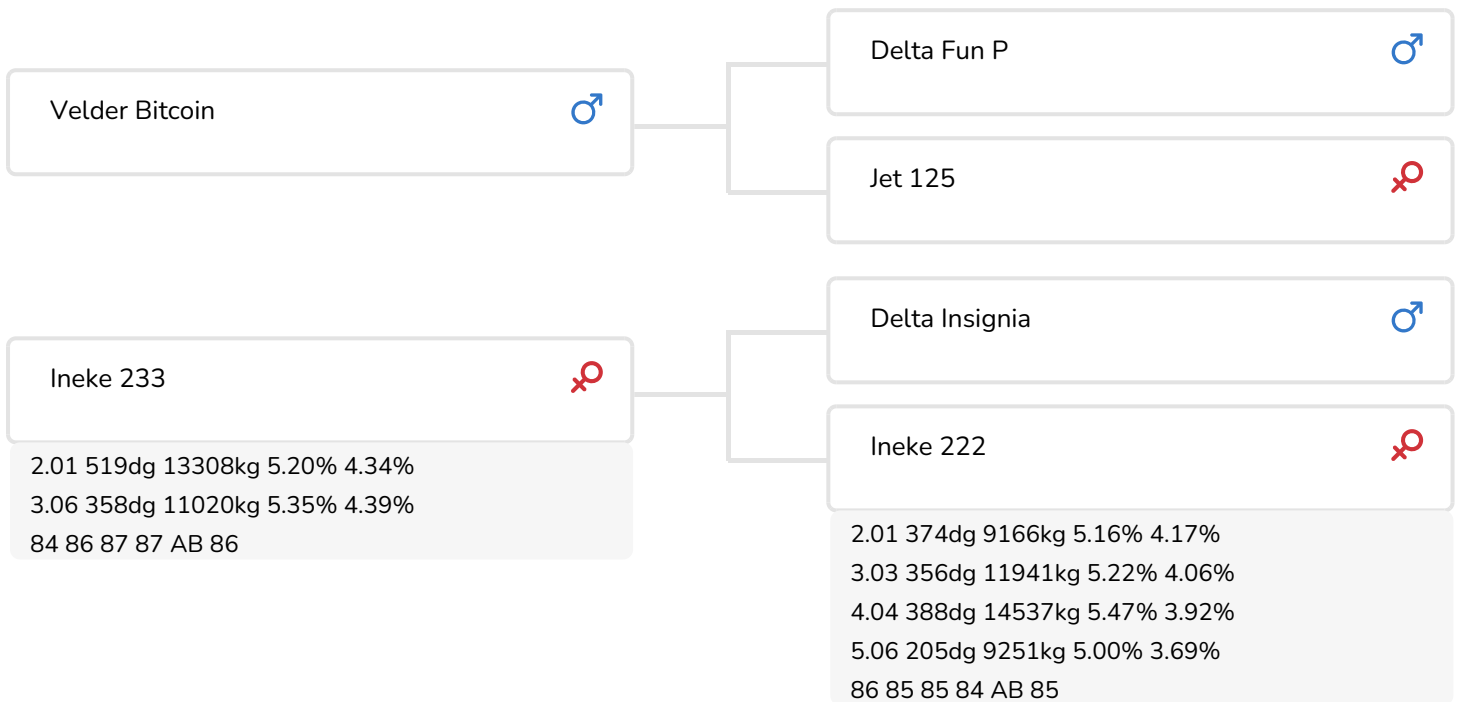 Velder Bitcoin
Delta Fun P
Jet 125
Ineke 233
2.01 519dg 13308kg 5.20% 4.34%
3.06 358dg 11020kg 5.35% 4.39%
84 86 87 87 AB 86
Delta Insignia
Ineke 222
2.01 374dg 9166kg 5.16% 4.17%
3.03 356dg 11941kg 5.22% 4.06%
4.04 388dg 14537kg 5.47% 3.92%
5.06 205dg 9251kg 5.00% 3.69%
86 85 85 84 AB 85